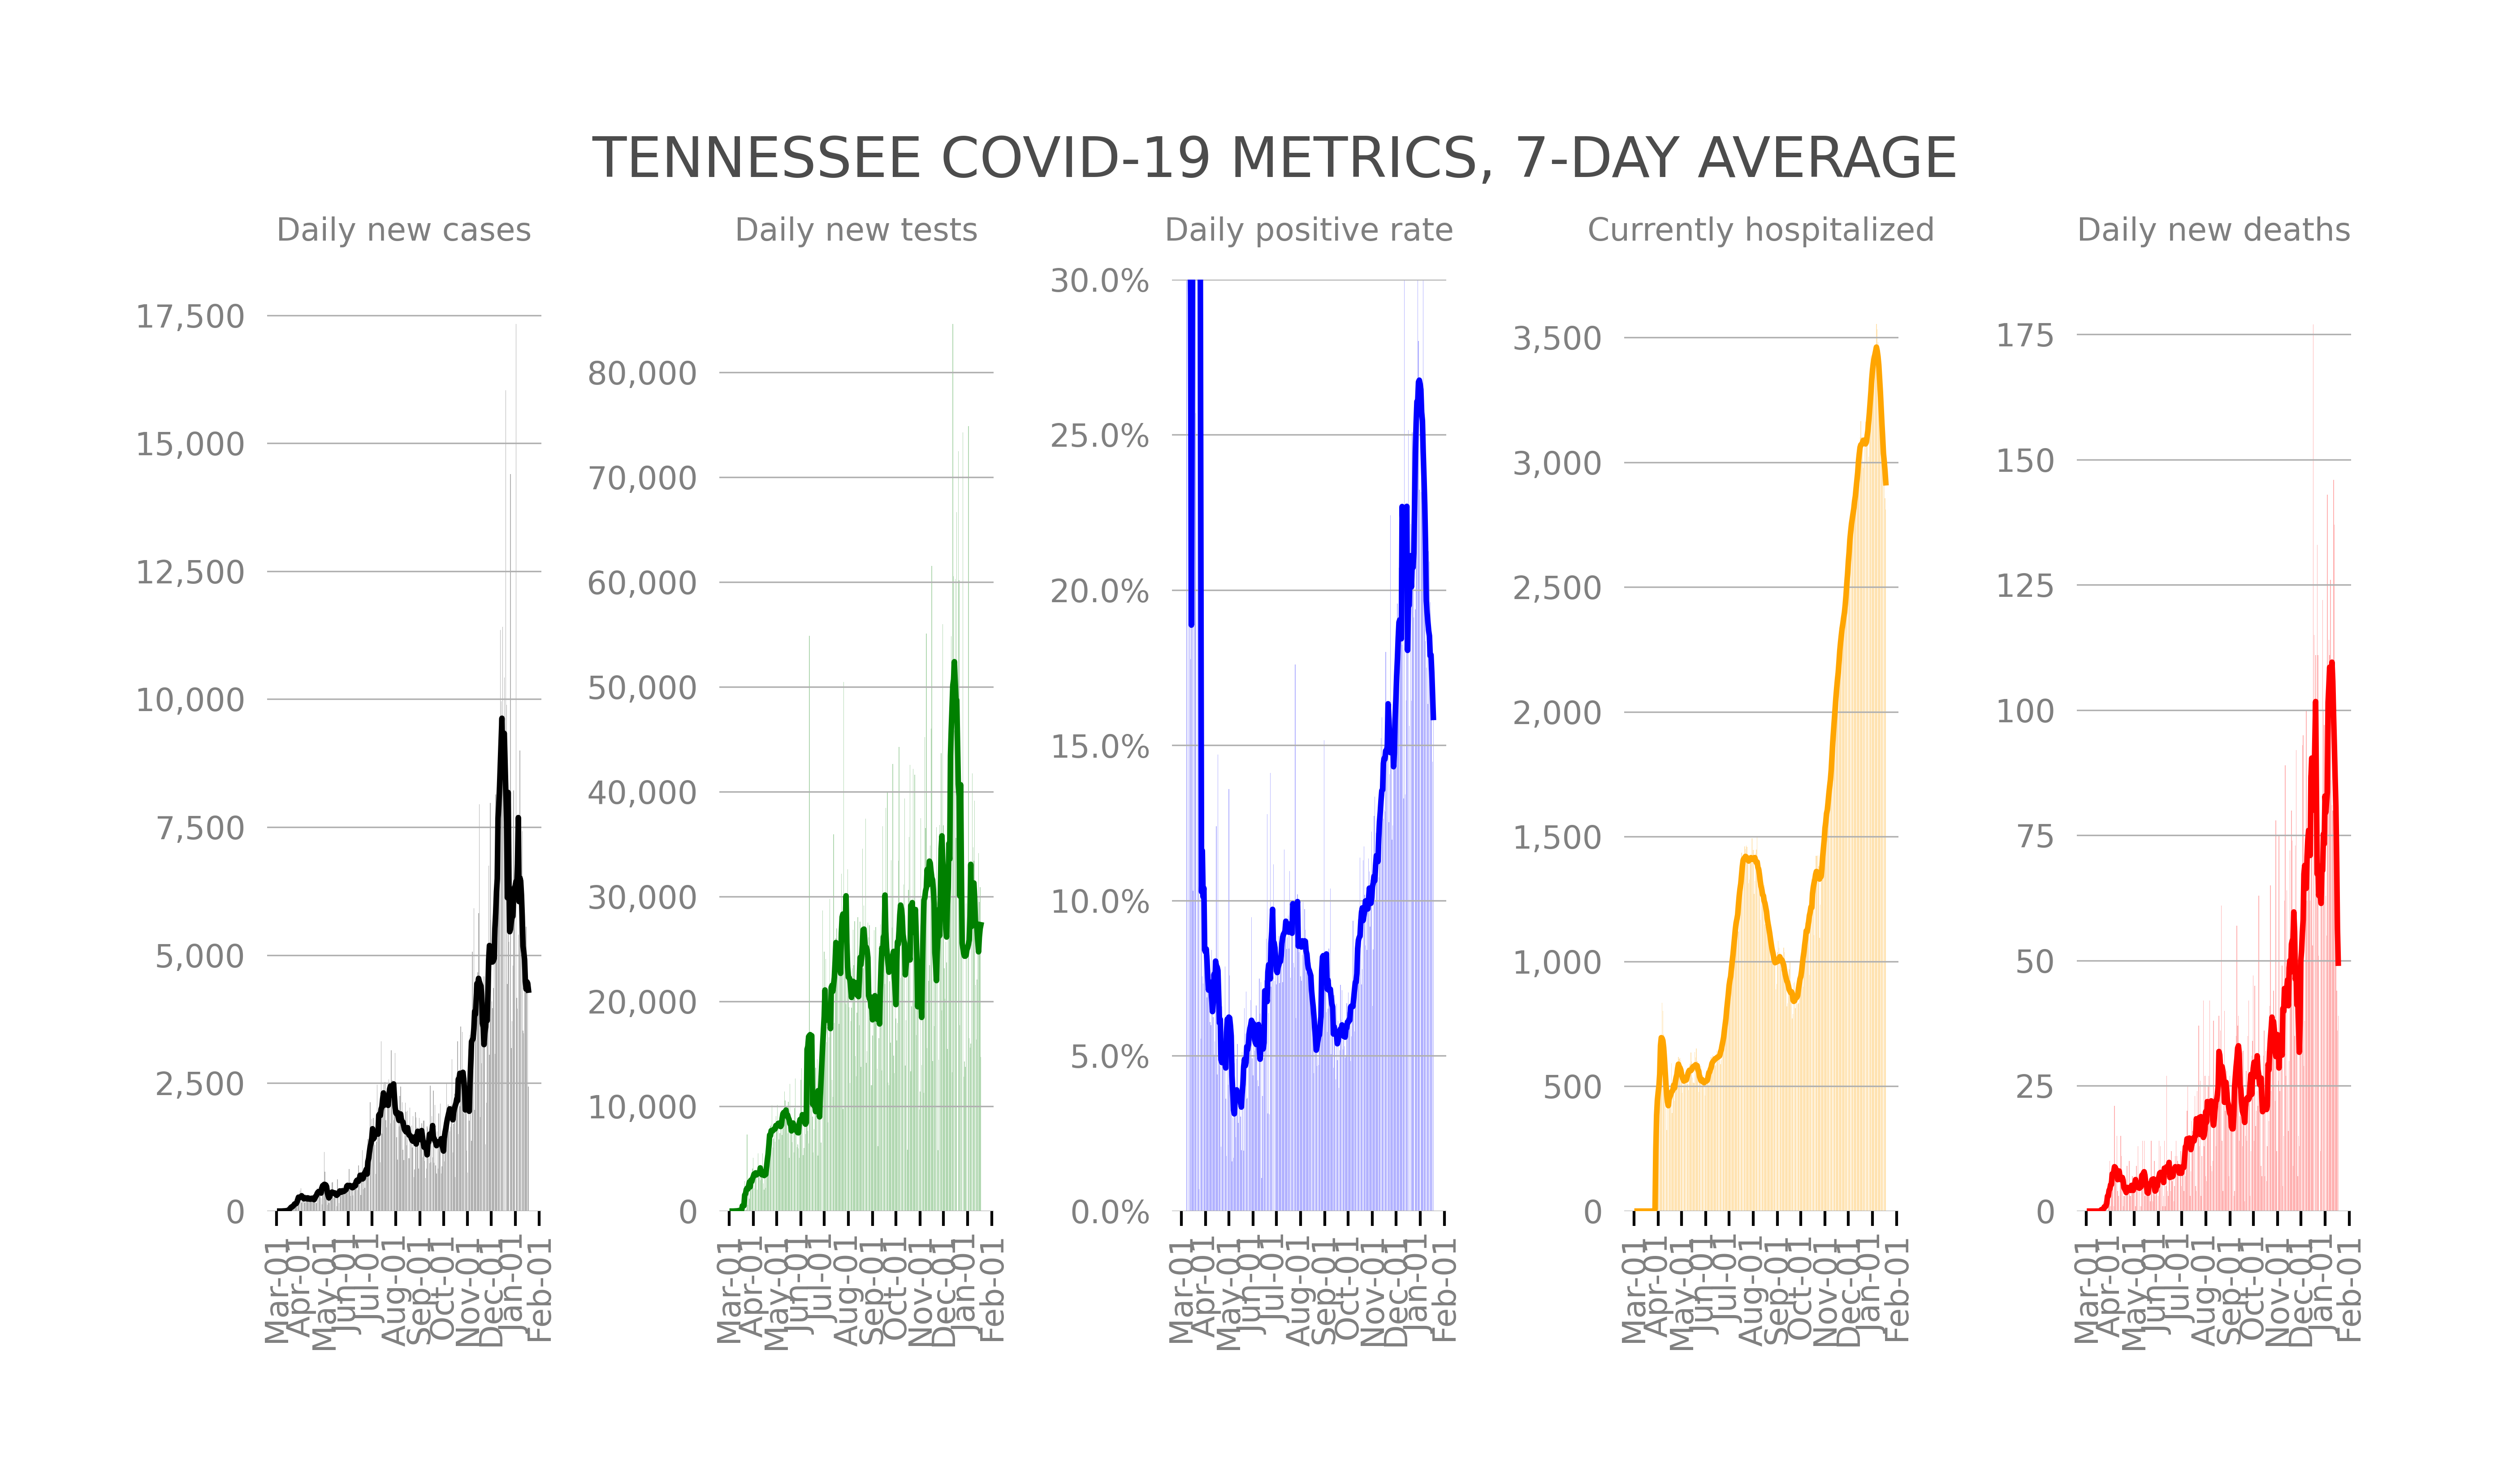 TENNESSEE COVID-19 METRICS, 7-DAY AVERAGE
Daily new cases
17,500
15,000
12,500
10,000
7,500
5,000
2,500
0
Mar-01
Apr-01
May-01
Jun-01
Jul-01
Aug-01
Sep-01
Oct-01
Nov-01
Dec-01
Jan-01
Feb-01
Daily new tests
80,000
70,000
60,000
50,000
40,000
30,000
20,000
10,000
0
Mar-01
Apr-01
May-01
Jun-01
Jul-01
Aug-01
Sep-01
Oct-01
Nov-01
Dec-01
Jan-01
Feb-01
Daily positive rate
30.0%
25.0%
20.0%
15.0%
10.0%
5.0%
0.0%
Mar-01
Apr-01
May-01
Jun-01
Jul-01
Aug-01
Sep-01
Oct-01
Nov-01
Dec-01
Jan-01
Feb-01
Currently hospitalized
3,500
3,000
2,500
2,000
1,500
1,000
500
0
Mar-01
Apr-01
May-01
Jun-01
Jul-01
Aug-01
Sep-01
Oct-01
Nov-01
Dec-01
Jan-01
Feb-01
Daily new deaths
175
150
125
100
75
50
25
0
Mar-01
Apr-01
May-01
Jun-01
Jul-01
Aug-01
Sep-01
Oct-01
Nov-01
Dec-01
Jan-01
Feb-01